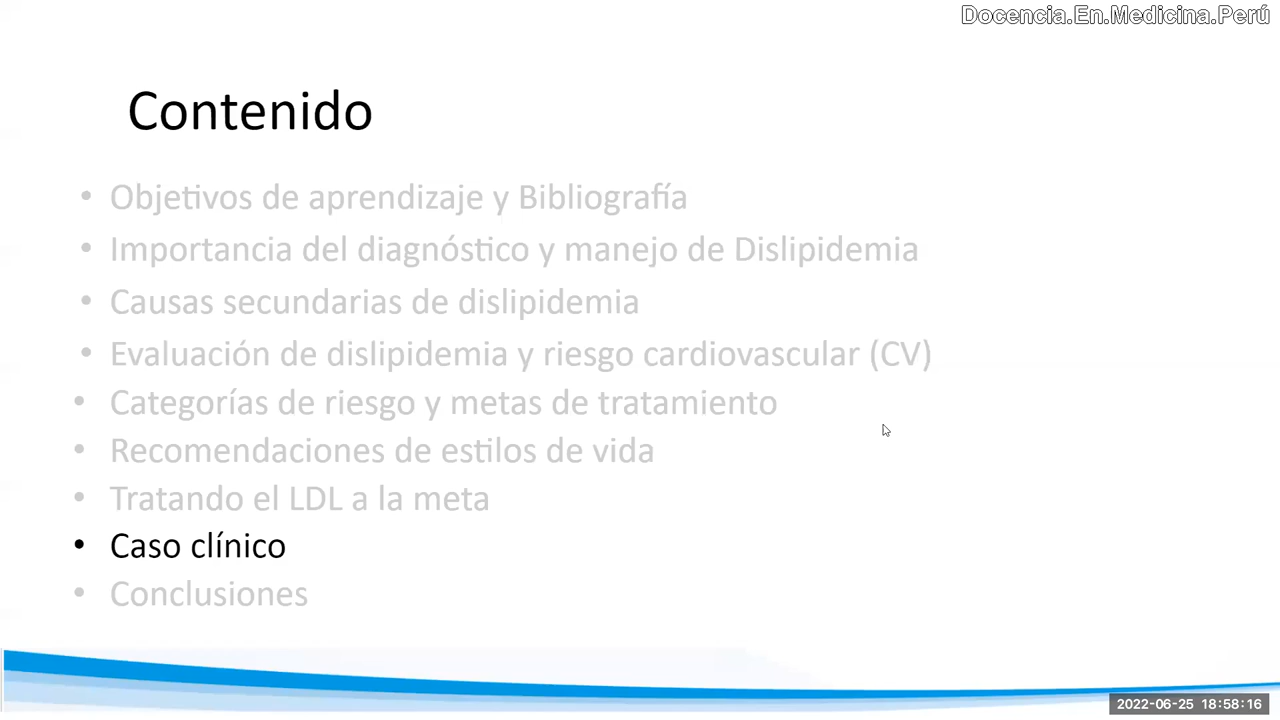 Docencia.En.Medicina.Perú
Contenido
• Objetivos de aprendizaje y Bibliografía
• Importancia del diagnóstico y manejo de Dislipidemia
• Causas secundarias de dislipidemia
• Evaluación de dislipidemia y riesgo cardiovascular (CV)
• Categorías de riesgo y metas de tratamiento
• Recomendaciones de estilos de vida
• Tratando el LDL a la meta
• Caso clínico
• Conclusiones
2022-06-25 18:58:16